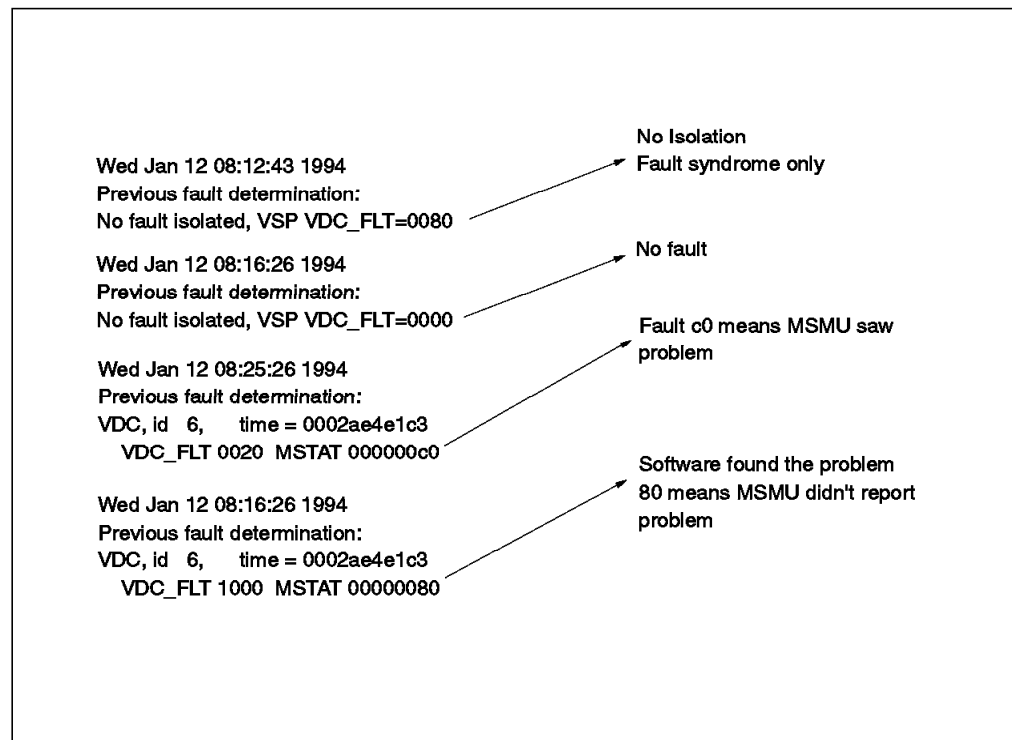 Wed Jan 12 08:12:43 1994
Previous fault determination:
No fault isolated, VSP VDC_FLT=0080
No Isolation
Fault syndrome only
Wed Jan 12 08:16:26 1994
Previous fault determination:
No fault isolated, VSP VDC_FLT=0000
No fault
Wed Jan 12 08:25:26 1994
Previous fault determination:
VDC, id 6, time = 0002ae4e1c3
VDC_FLT 0020 MSTAT 000000c0
Fault c0 means MSMU saw
problem
Wed Jan 12 08:16:26 1994
Previous fault determination:
VDC, id 6, time = 0002ae4e1c3
VDC_FLT 1000 MSTAT 00000080
Software found the problem
80 means MSMU didn't report
problem